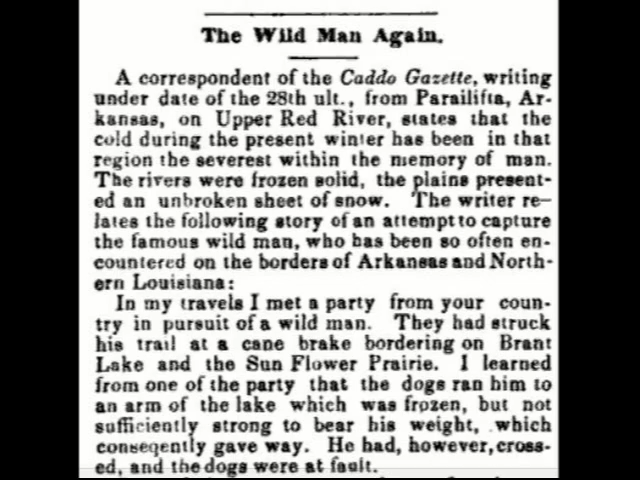 The Wild Man Again.
A correspondent of the Caddo Gazette, writing
under date of the 28th ult., from Parailifta, Ar-
kansas, on Upper Red River, states that the
cold during the present winter has been in that
region the severest within the memory of man.
The rivers were frozen solid, the plains present-
ed an unbroken sheet of snow. The writer re-
lates the following story of an attempt to capture
the famous wild man, who has been so often en-
countered on the borders of Arkansas and North-
ern Louisiana:
In my travels I met a party from your coun-
try in pursuit of a wild man. They had struck
his trail at a cane brake bordering on Brant
Lake and the Sun Flower Prairie. I learned
from one of the party that the dogs ran him to
an arm of the lake which was frozen, but not
sufficiently strong to bear his weight, which
conseqently gave way. He had, however, cross-
ed, and the dogs were at fault.